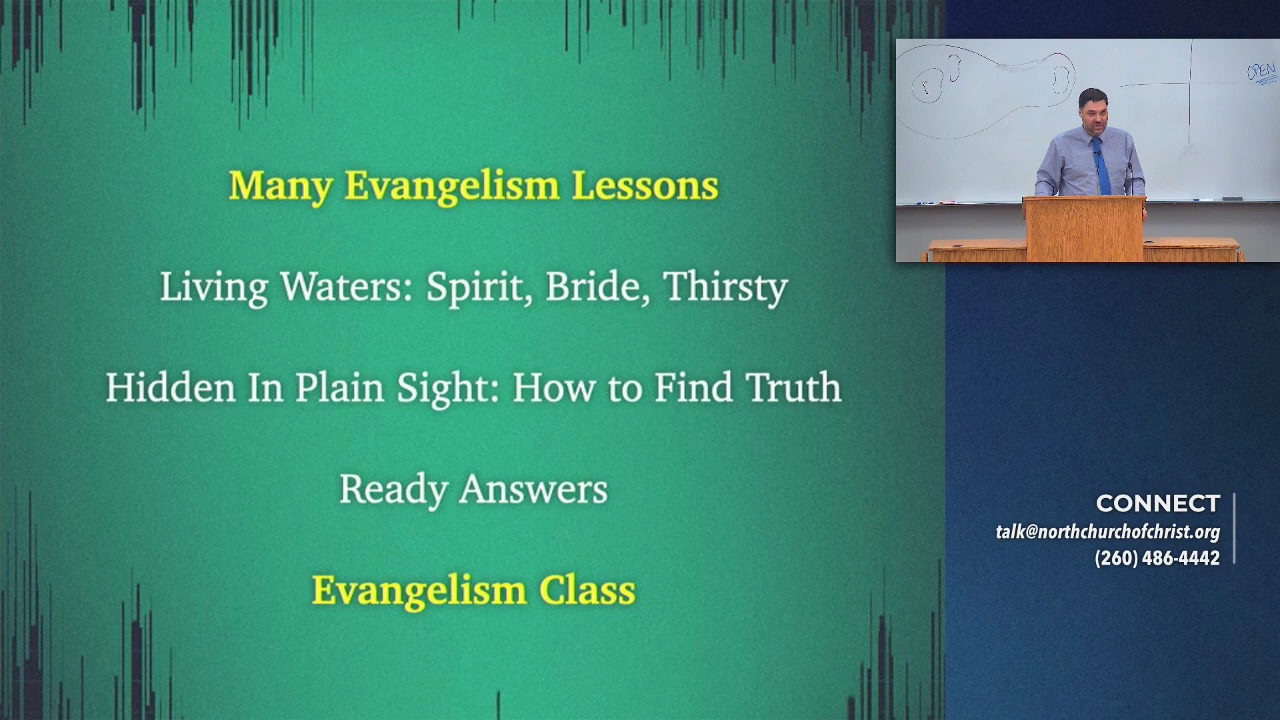 Many Evangelism Lessons
Living Waters: Spirit, Bride, Thirsty
Hidden In Plain Sight: How to Find Truth
Ready Answers
Evangelism Class
OPEN
CONNECT
talk@northchurchofchrist.org
(260) 486-4442